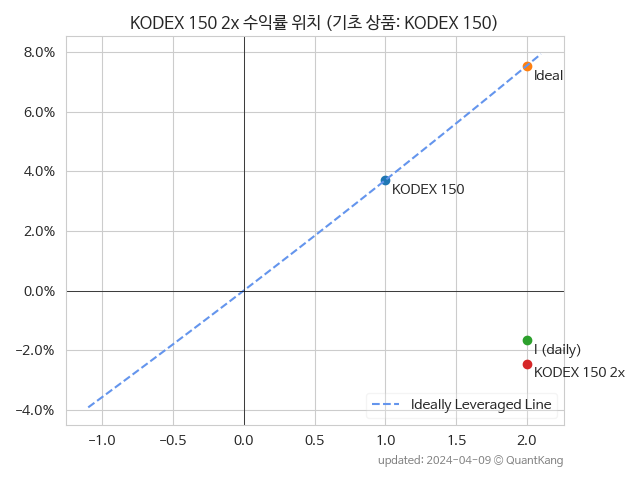 KODEX 150 2x 수익률 위치 (기초 상품: KODEX 150)
8.0%
6.0%
4.0%
2.0%
0.0%
−2.0%
−4.0%
Ideal
KODEX 150
I (daily)
KODEX 150 2x
Ideally Leveraged Line
−1.0 −0.5 0.0 0.5 1.0 1.5 2.0
updated: 2024-04-09 © QuantKang